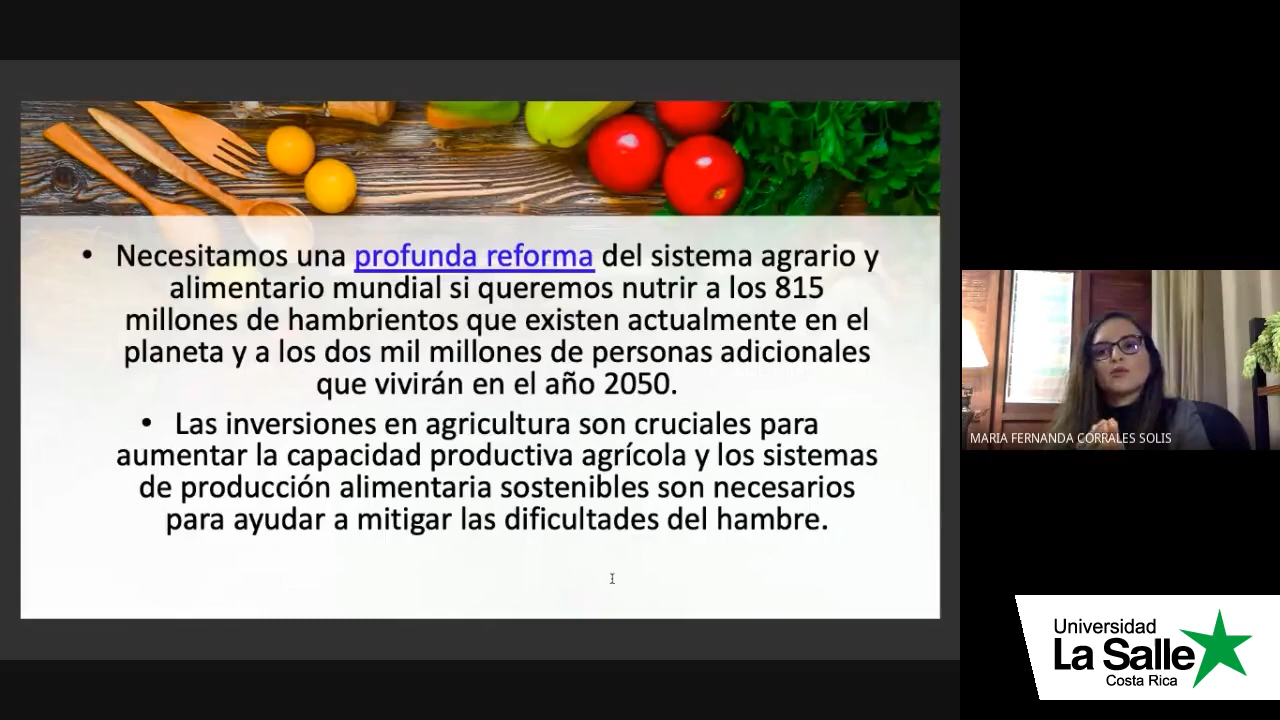 • Necesitamos una profunda reforma del sistema agrario y
alimentario mundial si queremos nutrir a los 815
millones de hambrientos que existen actualmente en el
planeta y a los dos mil millones de personas adicionales
que vivirán en el año 2050.
• Las inversiones en agricultura son cruciales para
aumentar la capacidad productiva agrícola y los sistemas
de producción alimentaria sostenibles son necesarios
para ayudar a mitigar las dificultades del hambre.
MARIA FERNANDA CORRALES SOLIS
Universidad
La Salle
Costa Rica